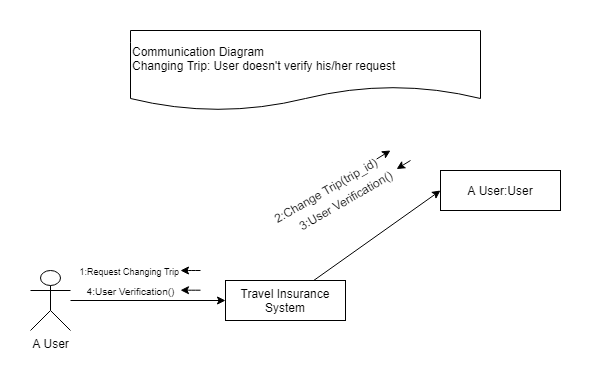 Communication Diagram
Changing Trip: User doesn't verify his/her request
2:Change Trip(trip_id)
3:User Verification()
A User:User
1:Request Changing Trip
4:User Verification()
Travel Insurance
System
A User